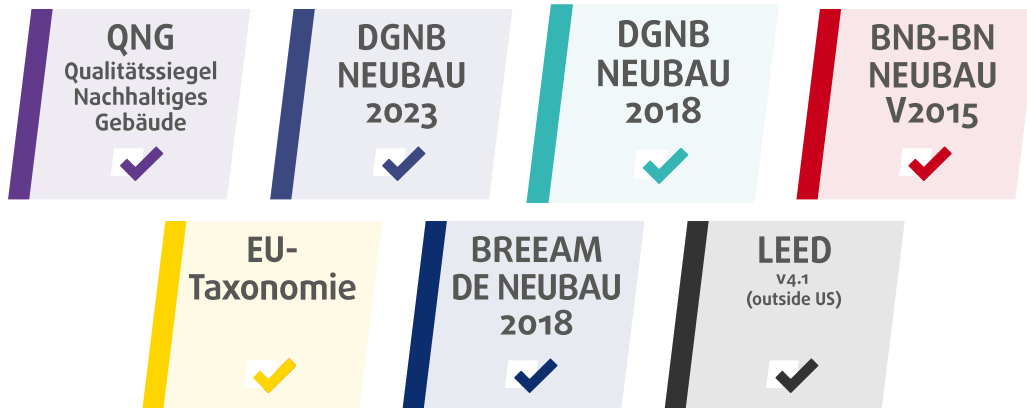 QNG
Qualitätssiegel
Nachhaltiges
Gebäude
DGNB
NEUBAU
2023
DGNB
NEUBAU
2018
BNB-BN
NEUBAU
V2015
EU-
Taxonomie
BREEAM
DE NEUBAU
2018
LEED
v4.1
(outside US)